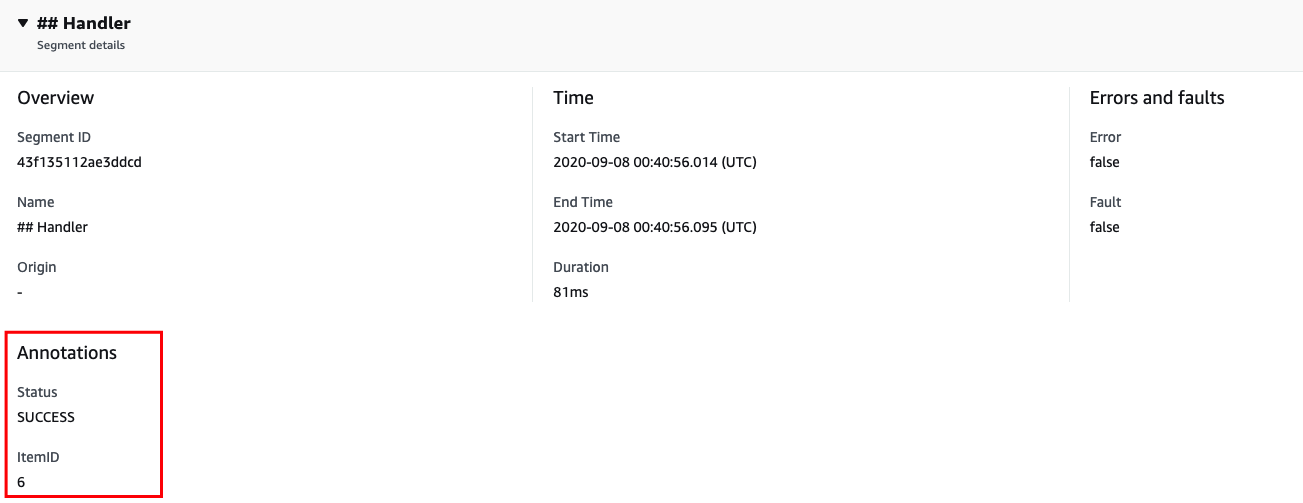 ## Handler
Segment details
Overview
Segment ID
43f135112ae3ddcd
Name
## Handler
Origin
-
Time
Start Time
2020-09-08 00:40:56.014 (UTC)
End Time
2020-09-08 00:40:56.095 (UTC)
Duration
81ms
Errors and faults
Error
false
Fault
false
Annotations
Status
SUCCESS
ItemID
6